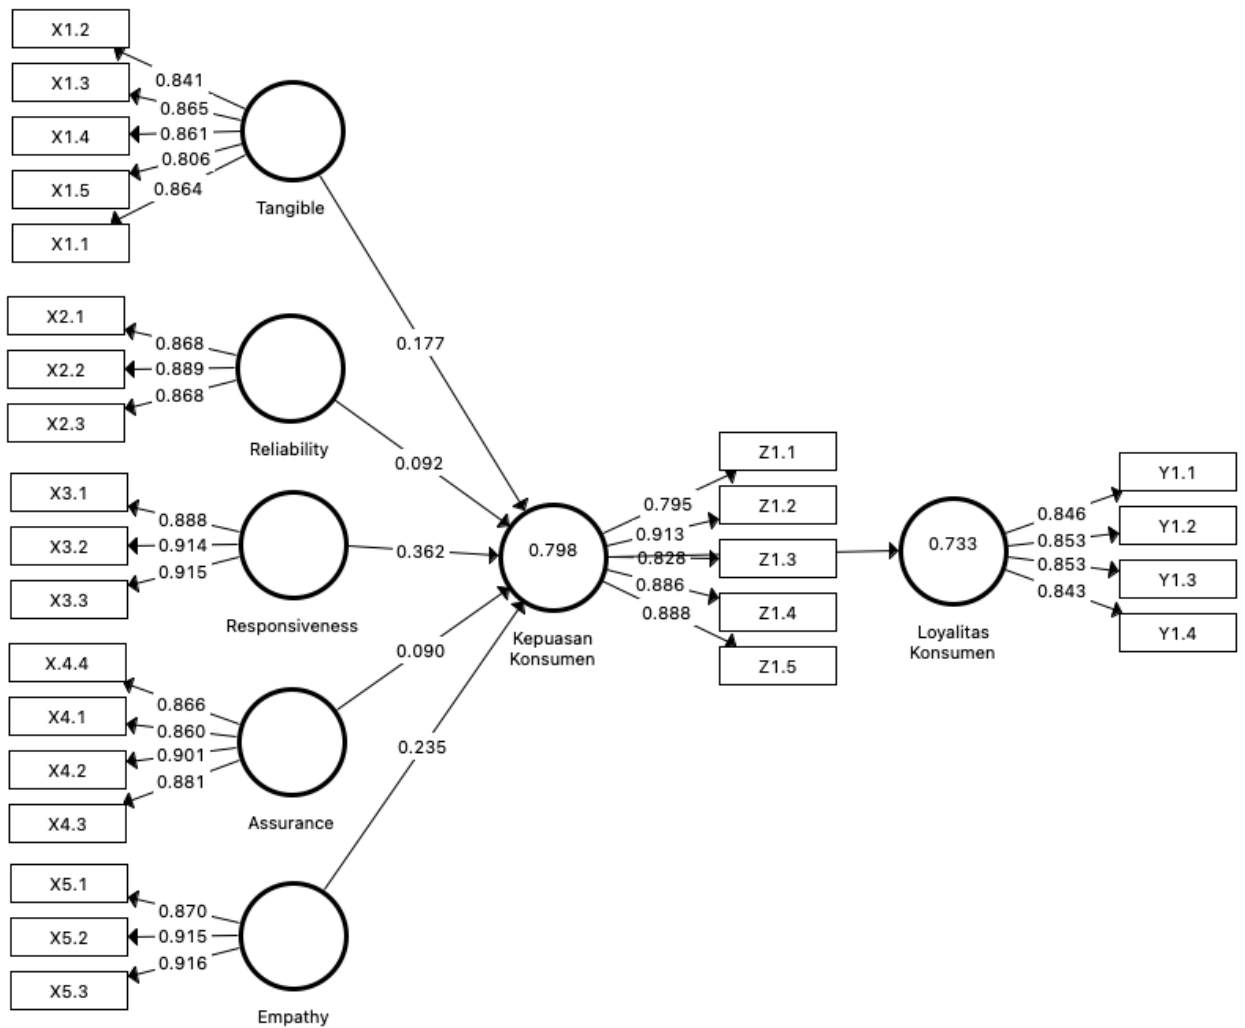 X1.2
X1.3
X1.4
X1.5
X1.1
0.841
0.865
0.861
0.806
0.864
Tangible
0.177
X2.1
X2.2
X2.3
0.868
0.889
0.868
Reliability
0.092
X3.1
X3.2
X3.3
0.888
0.914
0.915
Responsiveness
0.362
X.4.4
X4.1
X4.2
X4.3
0.866
0.860
0.901
0.881
Assurance
0.090
X5.1
X5.2
X5.3
0.870
0.915
0.916
Empathy
0.235
0.798
Kepuasan
Konsumen
0.795
0.913
0.828
0.886
0.888
Z1.1
Z1.2
Z1.3
Z1.4
Z1.5
0.733
Loyalitas
Konsumen
0.846
0.853
0.853
0.843
Y1.1
Y1.2
Y1.3
Y1.4